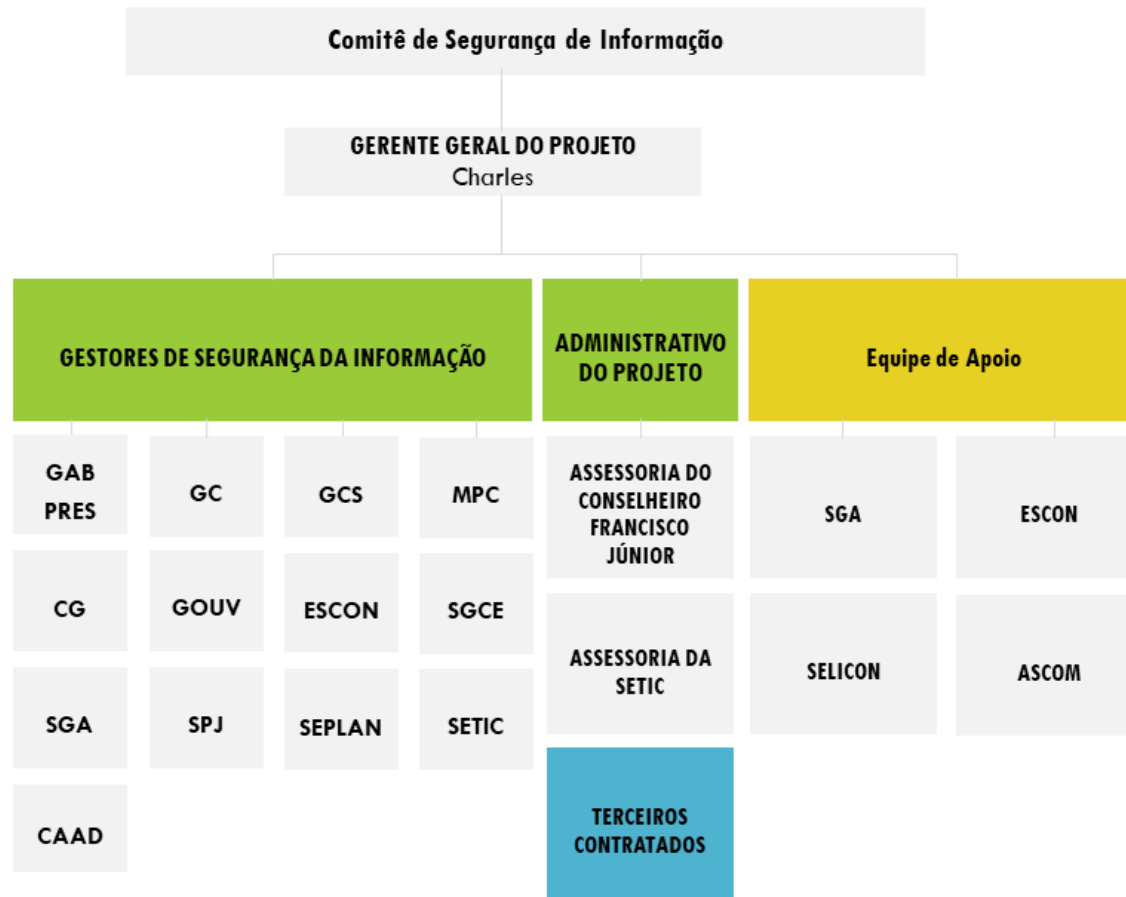 Comitê de Segurança de Informação
GERENTE GERAL DO PROJETO
Charles
GESTORES DE SEGURANÇA DA INFORMAÇÃO
ADMINISTRATIVO
DO PROJETO
Equipe de Apoio
GAB
PRES
GC
GCS
MPC
CG
GOUV
ESCON
SGCE
SGA
SPJ
SEPLAN
SETIC
CAAD
ASSESSORIA DO
CONSELHEIRO
FRANCISCO
JÚNIOR
ASSESSORIA DA
SETIC
TERCEIROS
CONTRATADOS
SGA
ESCON
SELICON
ASCOM